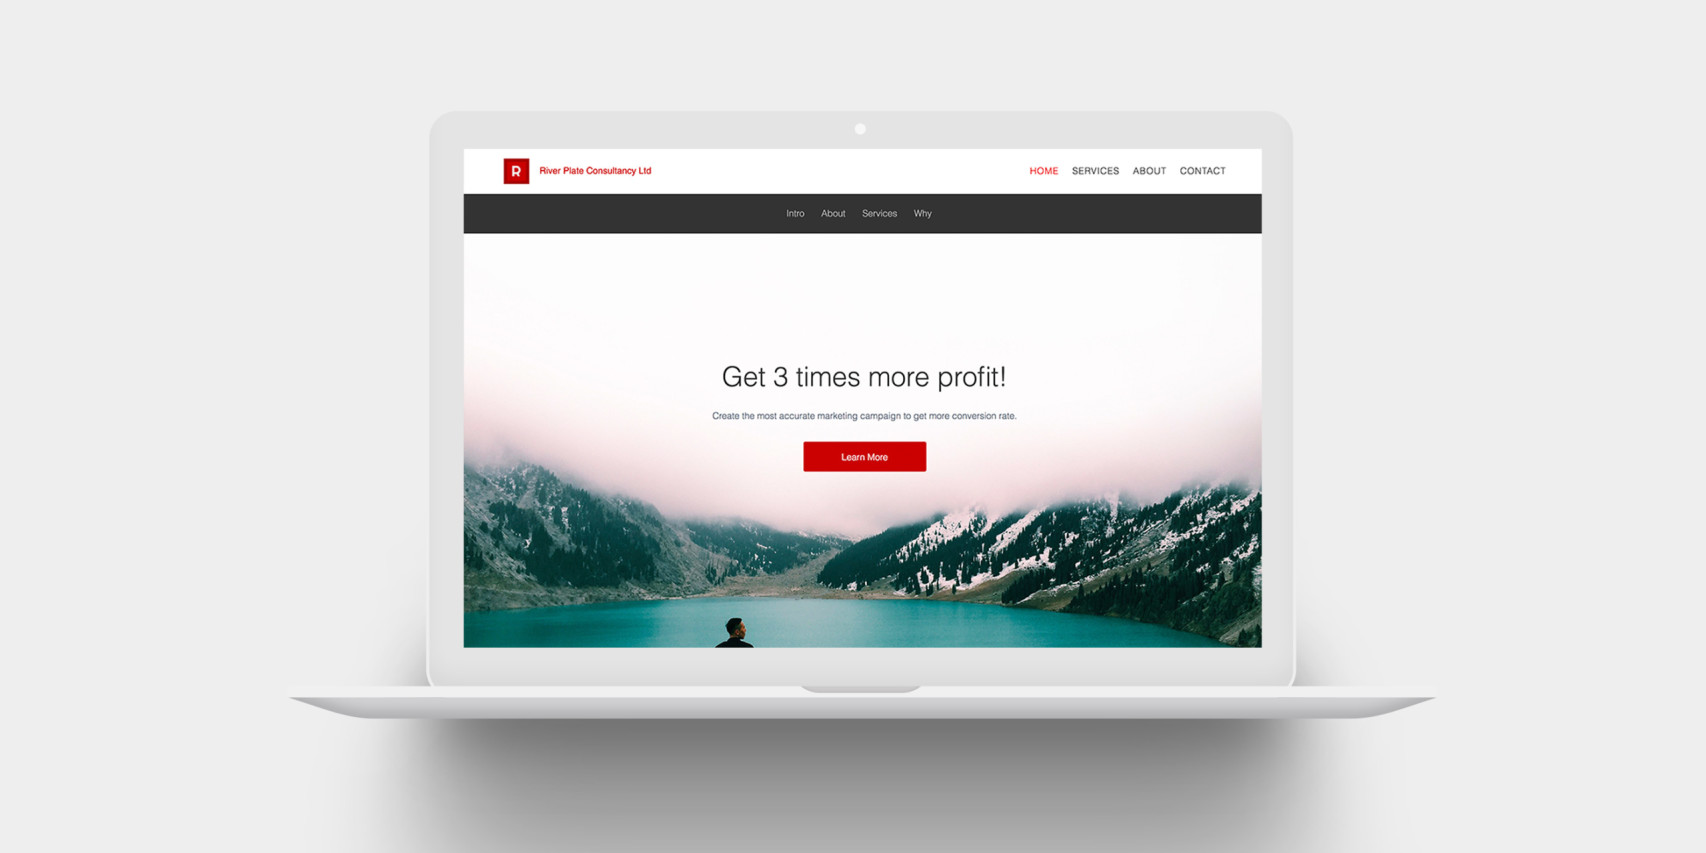 R River Plate Consultancy Ltd HOME SERVICES ABOUT CONTACT
Intro About Services Why
Get 3 times more profit!
Create the most accurate marketing campaign to get more conversion rate.
Learn More